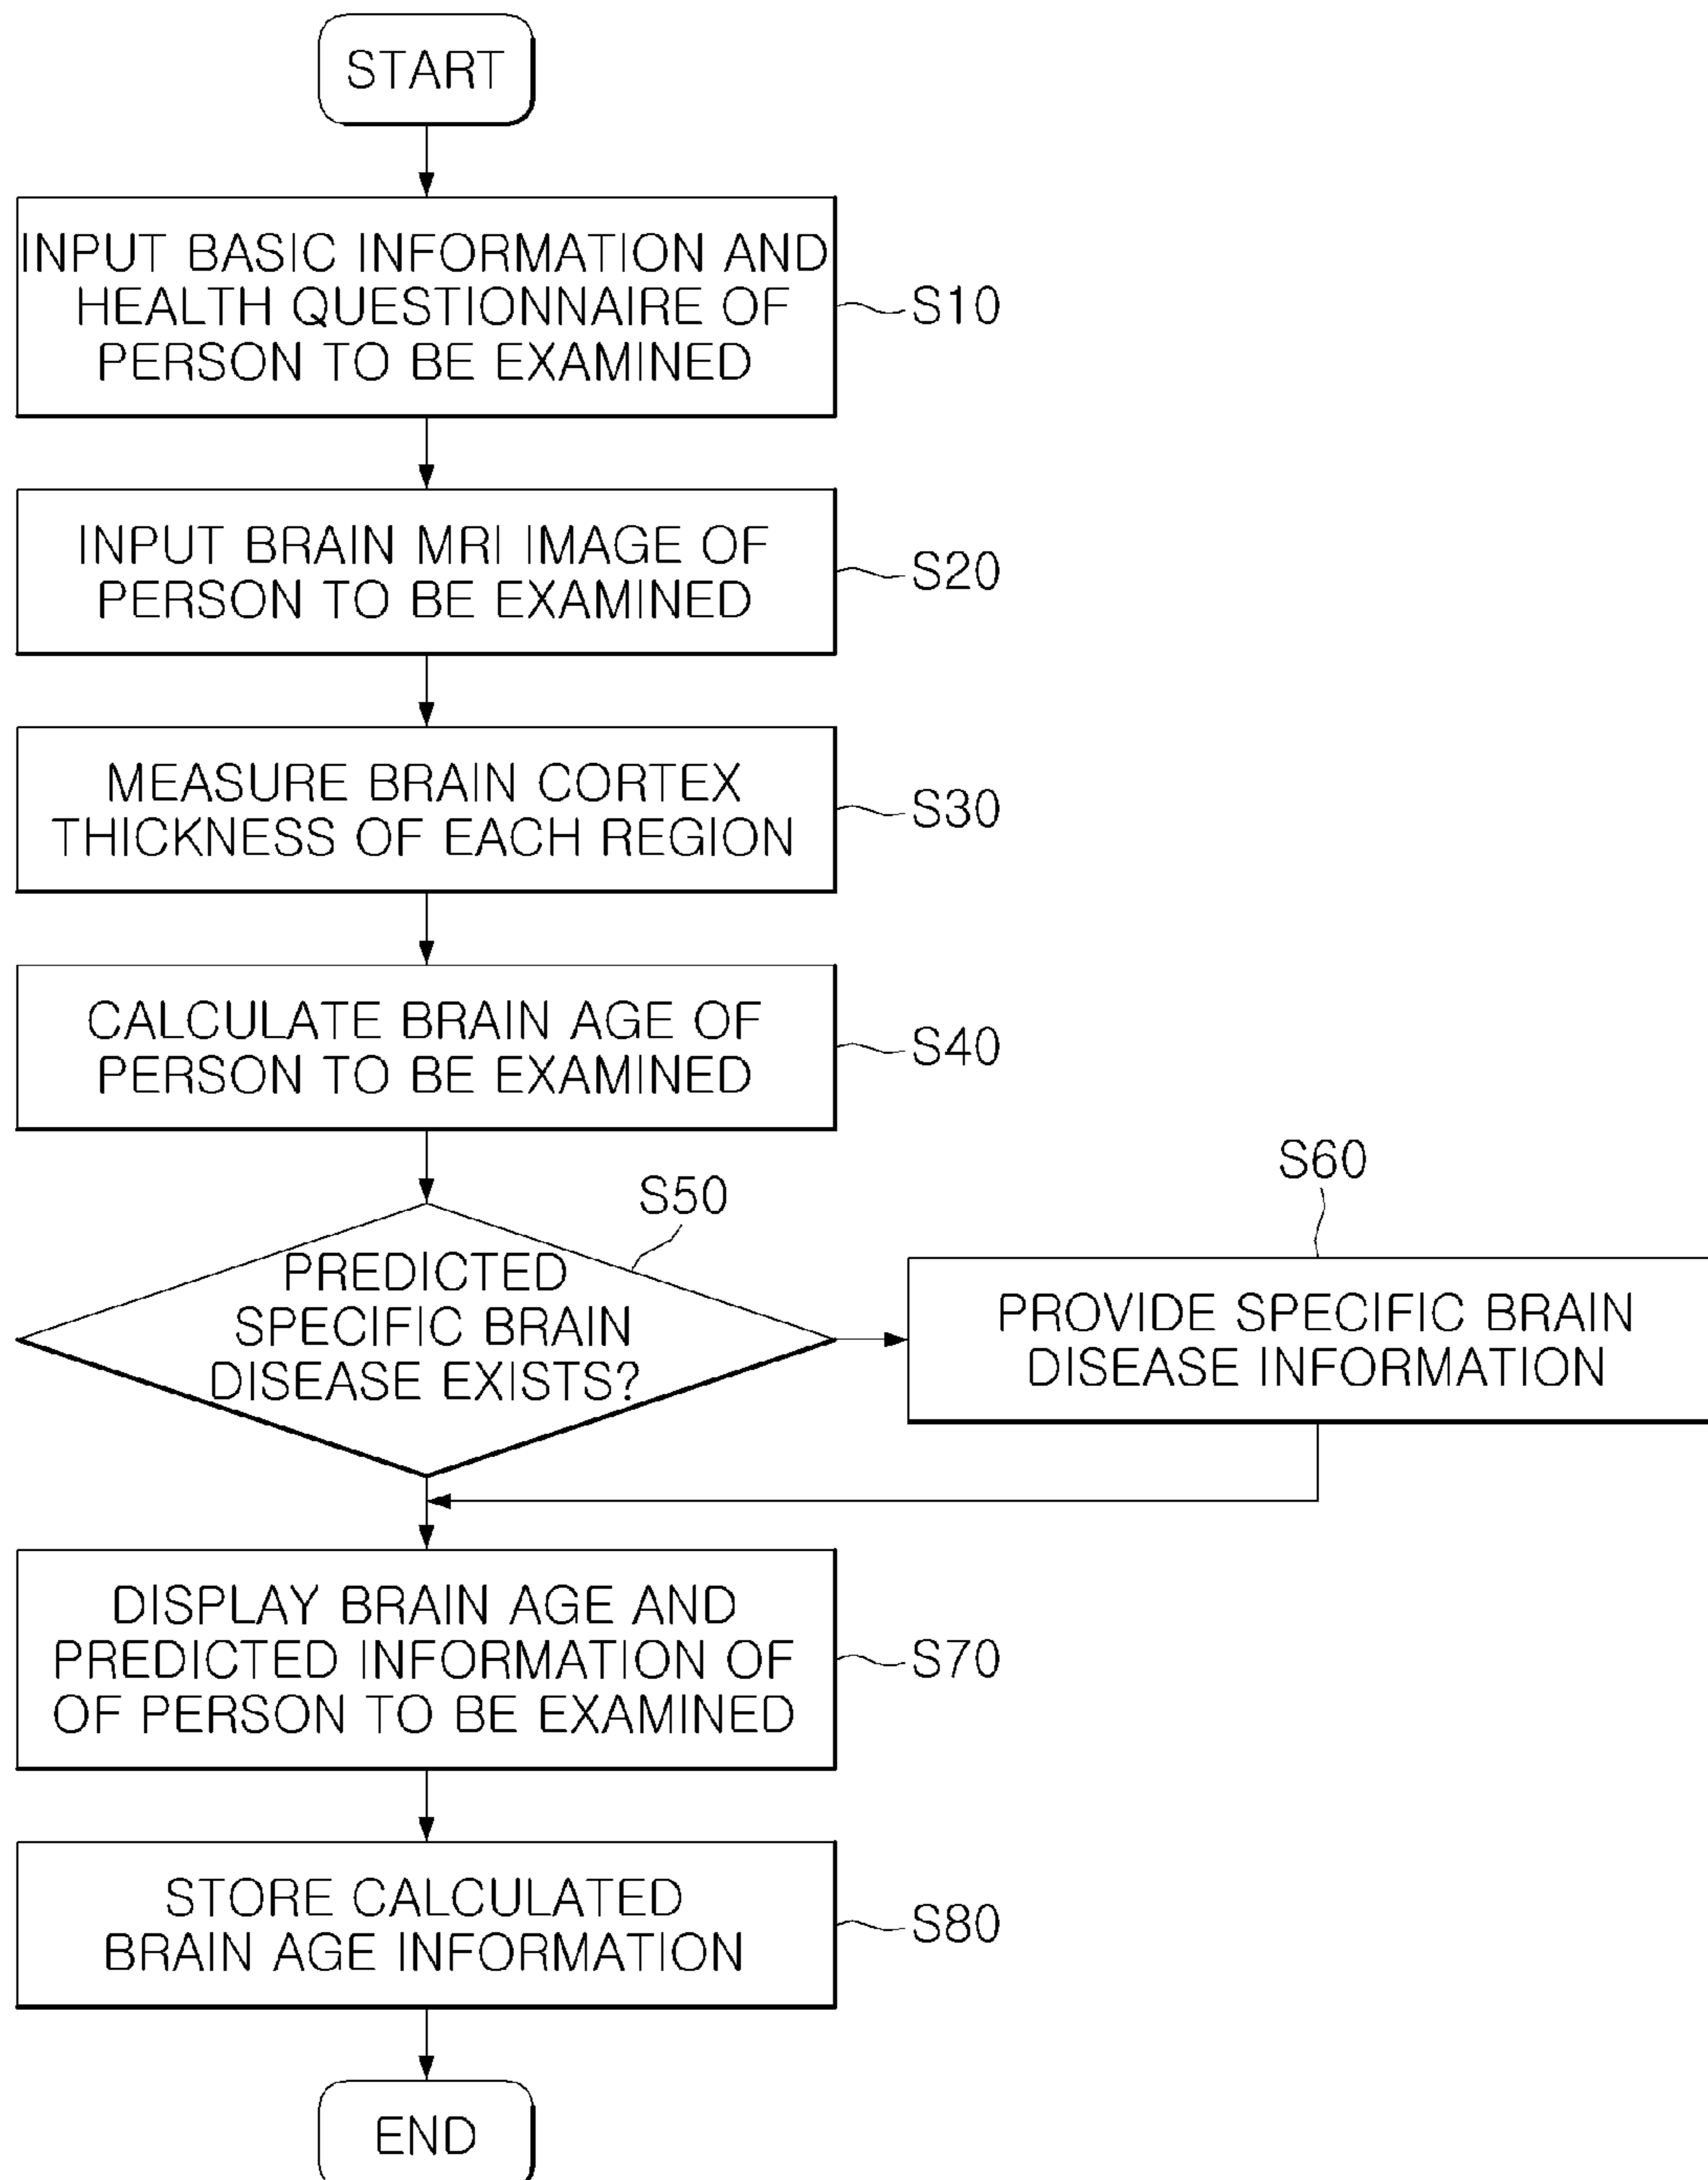 START
INPUT BASIC INFORMATION AND
HEALTH QUESTIONNAIRE OF
PERSON TO BE EXAMINED
S10
INPUT BRAIN MRI IMAGE OF
PERSON TO BE EXAMINED
S20
MEASURE BRAIN CORTEX
THICKNESS OF EACH REGION
S30
CALCULATE BRAIN AGE OF
PERSON TO BE EXAMINED
S40
PREDICTED
SPECIFIC BRAIN
DISEASE EXISTS?
S50
S60
PROVIDE SPECIFIC BRAIN
DISEASE INFORMATION
DISPLAY BRAIN AGE AND
PREDICTED INFORMATION OF
OF PERSON TO BE EXAMINED
S70
STORE CALCULATED
BRAIN AGE INFORMATION
S80
END